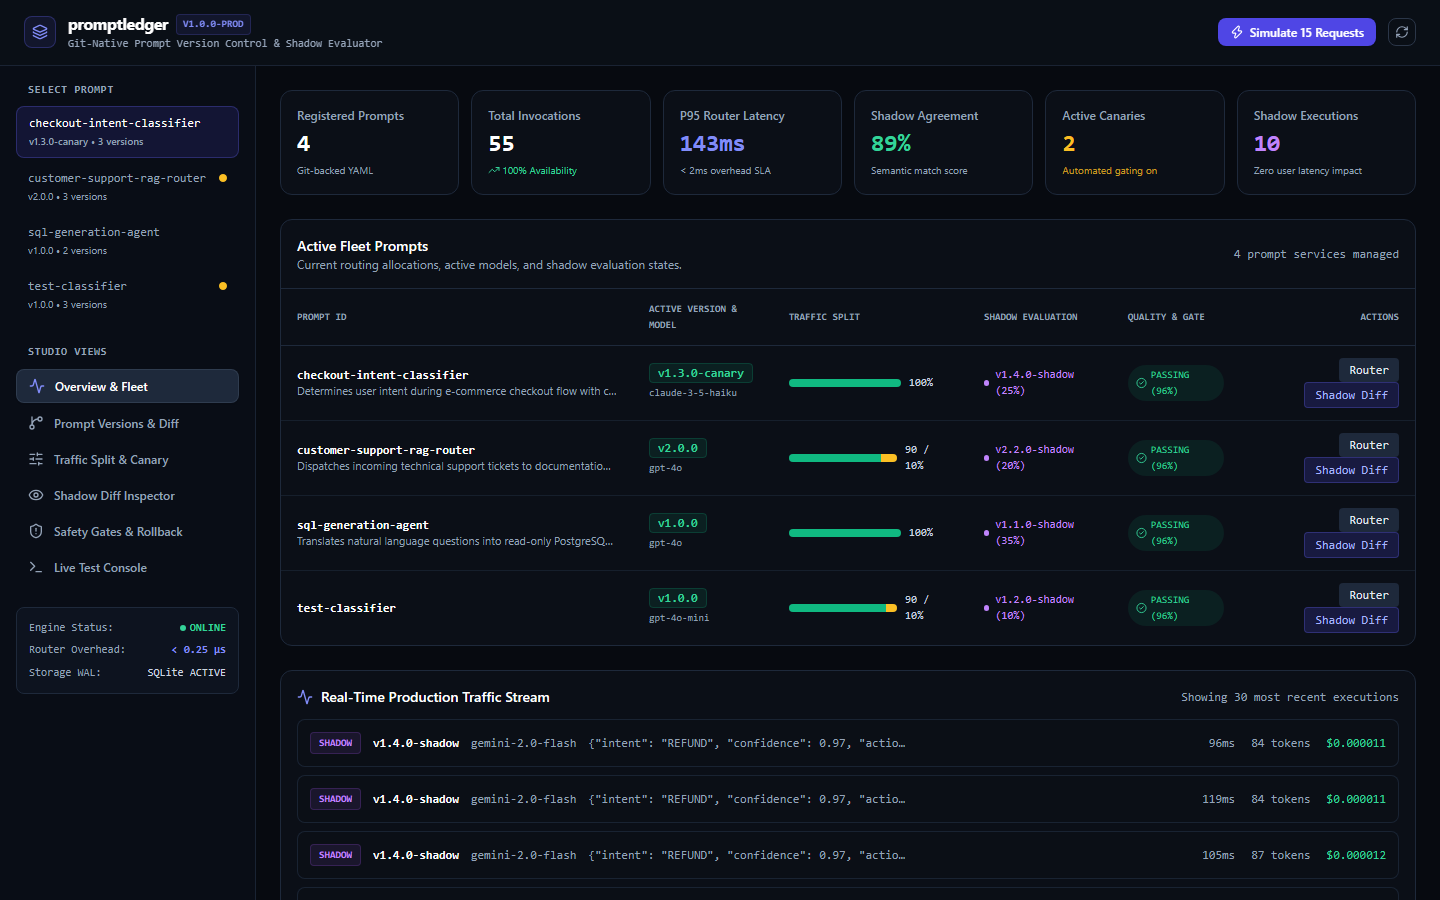 promptledger V1.0.0-PROD
Git-Native Prompt Version Control & Shadow Evaluator
Simulate 15 Requests
SELECT PROMPT
checkout-intent-classifier
v1.3.0-canary • 3 versions
customer-support-rag-router
v2.0.0 • 3 versions
sql-generation-agent
v1.0.0 • 2 versions
test-classifier
v1.0.0 • 3 versions
STUDIO VIEWS
Overview & Fleet
Prompt Versions & Diff
Traffic Split & Canary
Shadow Diff Inspector
Safety Gates & Rollback
Live Test Console
Engine Status: ONLINE
Router Overhead: < 0.25 µs
Storage WAL: SQLite ACTIVE
Registered Prompts
4
Git-backed YAML
Total Invocations
55
100% Availability
P95 Router Latency
143ms
< 2ms overhead SLA
Shadow Agreement
89%
Semantic match score
Active Canaries
2
Automated gating on
Shadow Executions
10
Zero user latency impact
Active Fleet Prompts
Current routing allocations, active models, and shadow evaluation states.
4 prompt services managed
PROMPT ID
ACTIVE VERSION &
MODEL
TRAFFIC SPLIT
SHADOW EVALUATION
QUALITY & GATE
ACTIONS
checkout-intent-classifier
Determines user intent during e-commerce checkout flow with c...
v1.3.0-canary
claude-3-5-haiku
100%
v1.4.0-shadow
(25%)
PASSING
(96%)
Router
Shadow Diff
customer-support-rag-router
Dispatches incoming technical support tickets to documentatio...
v2.0.0
gpt-4o
90 /
10%
v2.2.0-shadow
(20%)
PASSING
(96%)
Router
Shadow Diff
sql-generation-agent
Translates natural language questions into read-only PostgreSQ...
v1.0.0
gpt-4o
100%
v1.1.0-shadow
(35%)
PASSING
(96%)
Router
Shadow Diff
test-classifier
v1.0.0
gpt-4o-mini
90 /
10%
v1.2.0-shadow
(10%)
PASSING
(96%)
Router
Shadow Diff
Real-Time Production Traffic Stream
Showing 30 most recent executions
SHADOW v1.4.0-shadow gemini-2.0-flash {"intent": "REFUND", "confidence": 0.97, "actio… 96ms 84 tokens $0.000011
SHADOW v1.4.0-shadow gemini-2.0-flash {"intent": "REFUND", "confidence": 0.97, "actio… 119ms 84 tokens $0.000011
SHADOW v1.4.0-shadow gemini-2.0-flash {"intent": "REFUND", "confidence": 0.97, "actio… 105ms 87 tokens $0.000012